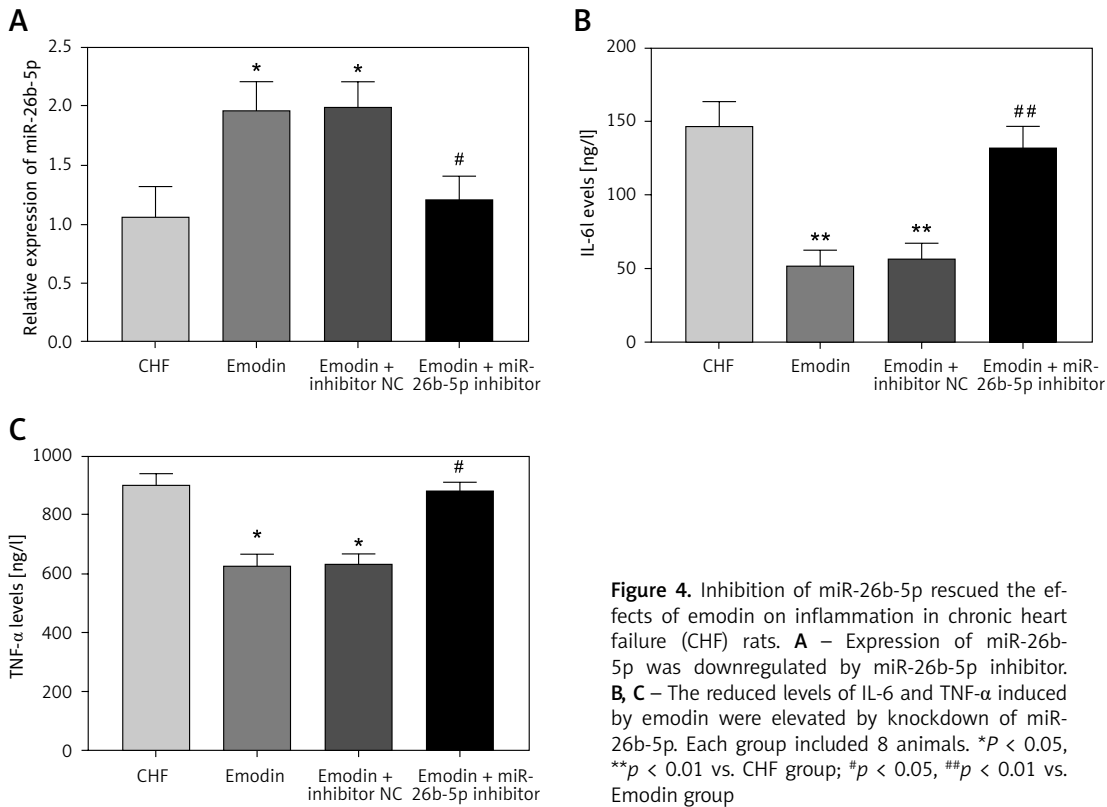 A
Relative expression of miR-26b-5p
2.5
2.0
1.5
1.0
0.5
0.0
*
*
#
CHF
Emodin
Emodin +
inhibitor NC
Emodin + miR-
26b-5p inhibitor
B
IL-6l evels [ng/l]
200
150
100
50
0
**
**
##
CHF
Emodin
Emodin +
inhibitor NC
Emodin + miR-
26b-5p inhibitor
C
TNF-α levels [ng/l]
1000
800
600
400
200
0
*
*
#
CHF
Emodin
Emodin +
inhibitor NC
Emodin + miR-
26b-5p inhibitor
Figure 4. Inhibition of miR-26b-5p rescued the ef-
fects of emodin on inflammation in chronic heart
failure (CHF) rats. A – Expression of miR-26b-
5p was downregulated by miR-26b-5p inhibitor.
B, C – The reduced levels of IL-6 and TNF-α induced
by emodin were elevated by knockdown of miR-
26b-5p. Each group included 8 animals. *P < 0.05,
**p < 0.01 vs. CHF group; #p < 0.05, ##p < 0.01 vs.
Emodin group